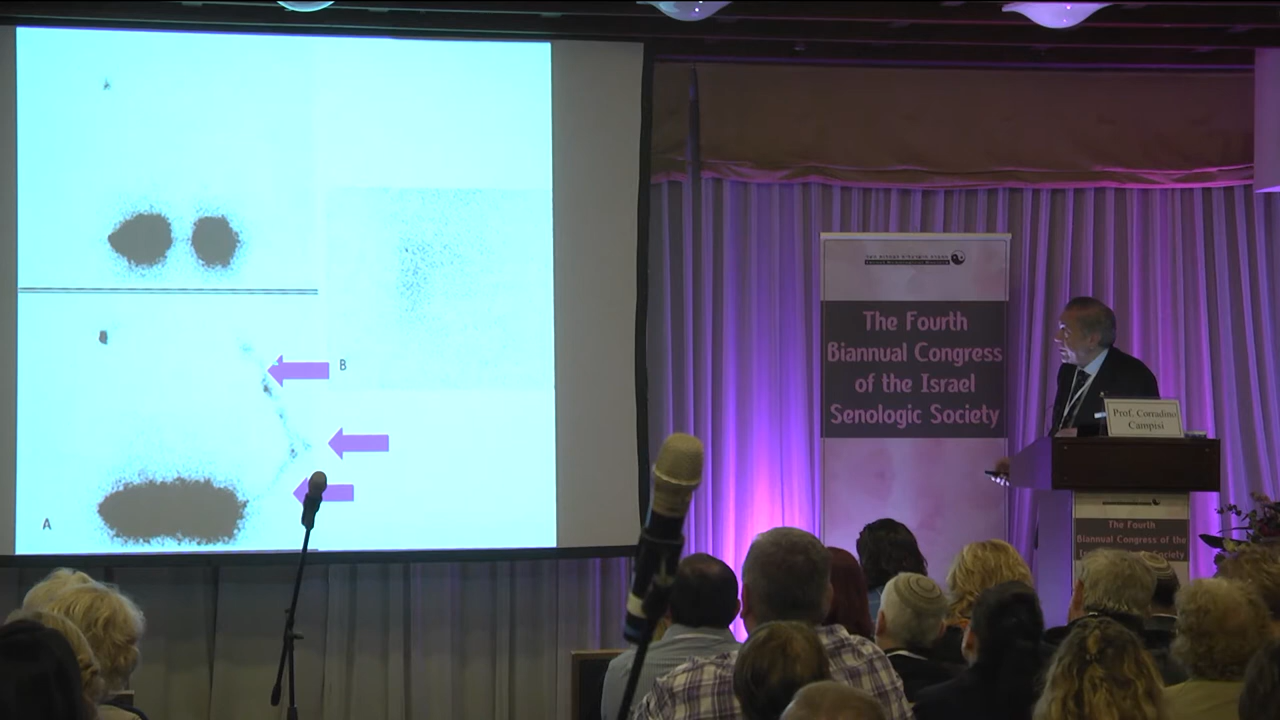 B
A
The Fourth
Biannual Congress
of the Israel
Senologic Society
Prof. Corradino
Campisi
The Fourth
Biannual Congress of the
Society